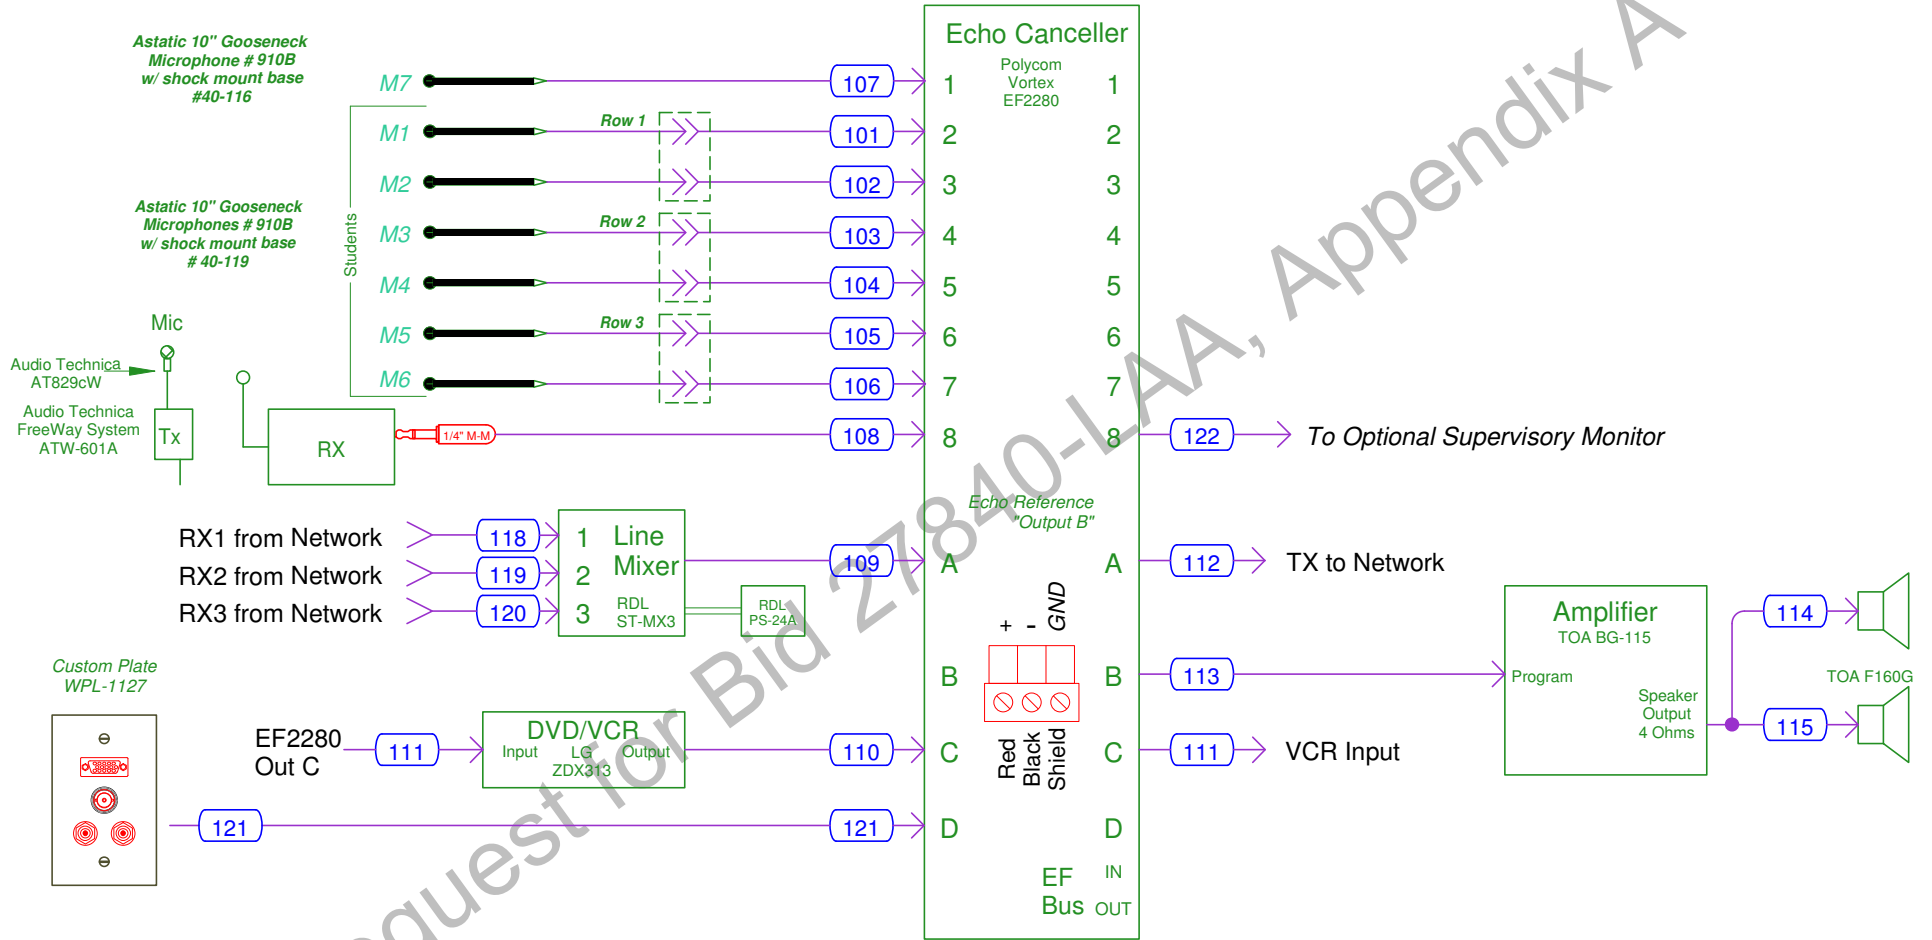 Astatic 10" Gooseneck
Microphone # 910B
w/ shock mount base
#40-116
M7
107
Students
M1
Row 1
101
M2
102
Astatic 10" Gooseneck
Microphones # 910B
w/ shock mount base
# 40-119
M3
Row 2
103
M4
104
M5
Row 3
105
M6
106
Mic
Audio Technica
AT829cW
Audio Technica
FreeWay System
ATW-601A
Tx
RX
1/4" M-M
108
RX1 from Network
118
RX2 from Network
119
RX3 from Network
120
1 Line
2 Mixer
3
RDL
ST-MX3
RDL
PS-24A
109
Custom Plate
WPL-1127
EF2280
Out C
111
DVD/VCR
Input LG Output
ZDX313
110
121
121
Echo Canceller
Polycom
Vortex
EF2280
1 1
2 2
3 3
4 4
5 5
6 6
7 7
8 8
Echo Reference
"Output B"
A A
+ - GND
B B
Red
Black
Shield
C C
D D
EF
Bus
IN
OUT
122
To Optional Supervisory Monitor
112
TX to Network
113
111
VCR Input
Amplifier
TOA BG-115
Program
Speaker
Output
4 Ohms
114
TOA F160G
115
quest for Bid 27840-LAA, Appendix A